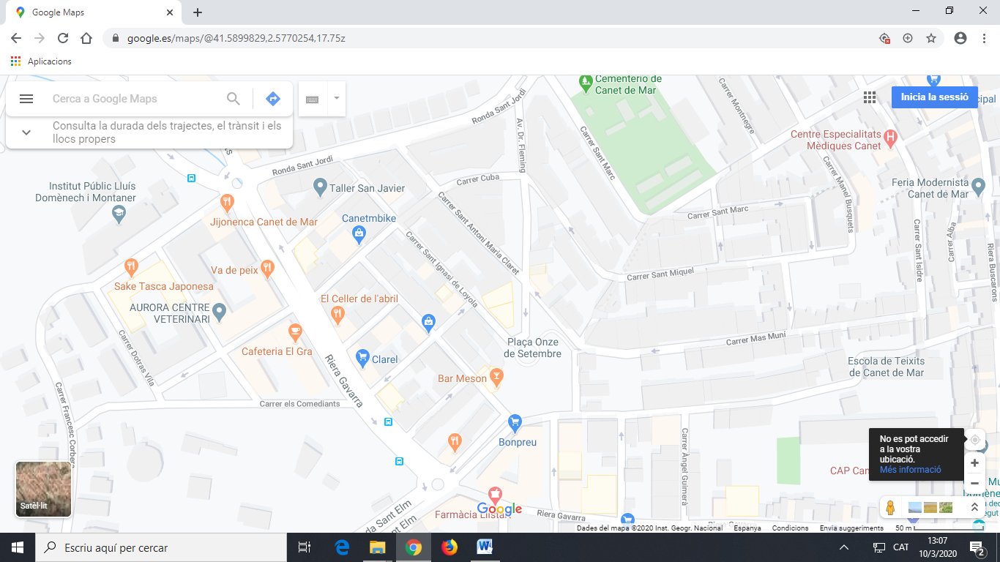 Google Maps
google.es/maps/@41.5899829,2.5770254,17.75z
Aplicacions
Cerca a Google Maps
Consulta la durada dels trajectes, el trànsit i els
llocs propers
Inicia la sessió
Cementerio de
Canet de Mar
Ronda Sant Jordi
Ronda Sant Jordi
Av. Dr. Fleming
Carrer Sant Marc
Carrer Montnegre
Centre Especialitats
Mèdiques Canet
Carrer Manel Busquets
Feria Modernista
Canet de Mar
Institut Públic Lluís
Domènech i Montaner
Taller San Javier
Carrer Cuba
Jijonenca Canet de Mar
Canetmbike
Carrer Sant Antoni Maria Claret
Carrer Sant Marc
Carrer Sant Isidre
Carrer Alba
Riera Buscarons
Carrer Sant Ignasi de Loyola
Va de peix
Carrer Sant Miquel
Sake Tasca Japonesa
El Celler de l'abril
AURORA CENTRE
VETERINARI
Carrer Dotras Vila
Cafeteria El Gra
Riera Gavarra
Clarel
Plaça Onze
de Setembre
Carrer Mas Muní
Escola de Teixits
de Canet de Mar
Bar Meson
Carrer els Comediants
Carrer Francesc Corbera
Bonpreu
Carrer Àngel Guimerà
No es pot accedir
a la vostra
ubicació.
Més informació
CAP Can
Satèl·lit
Google
Riera Gavarra
Sant Elm
Dades del mapa ©2020 Inst. Geogr. Nacional
Espanya
Condicions
Envia suggeriments
50 m
Escriu aquí per cercar
CAT
13:07
10/3/2020
2